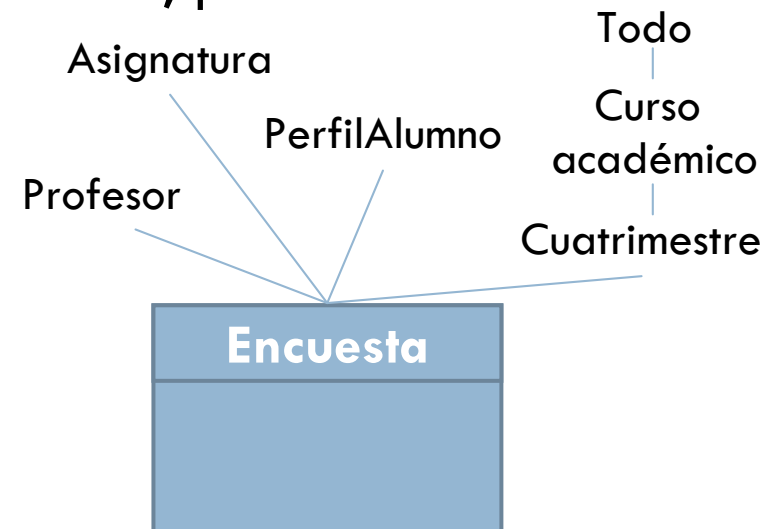 Todo
Asignatura
Curso
académico
PerfilAlumno
Profesor
Cuatrimestre
Encuesta